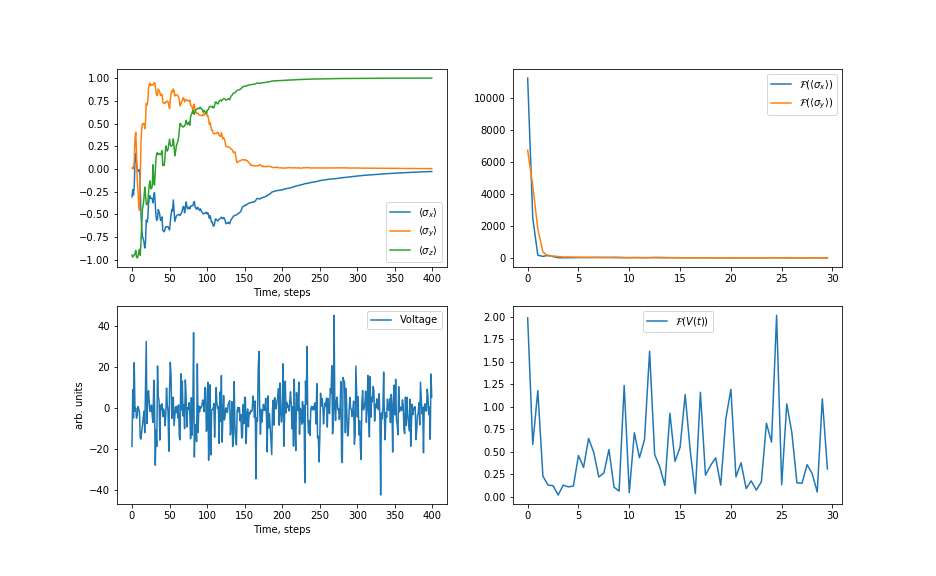 1.00
0.75
0.50
0.25
0.00
−0.25
−0.50
−0.75
−1.00
0 50 100 150 200 250 300 350 400
Time, steps
⟨σx⟩
⟨σy⟩
⟨σz⟩
10000
8000
6000
4000
2000
0
0 5 10 15 20 25 30
ℱ(⟨σx⟩)
ℱ(⟨σy⟩)
40
20
0
−20
−40
arb. units
0 50 100 150 200 250 300 350 400
Time, steps
Voltage
2.00
1.75
1.50
1.25
1.00
0.75
0.50
0.25
0.00
0 5 10 15 20 25 30
ℱ(V(t))